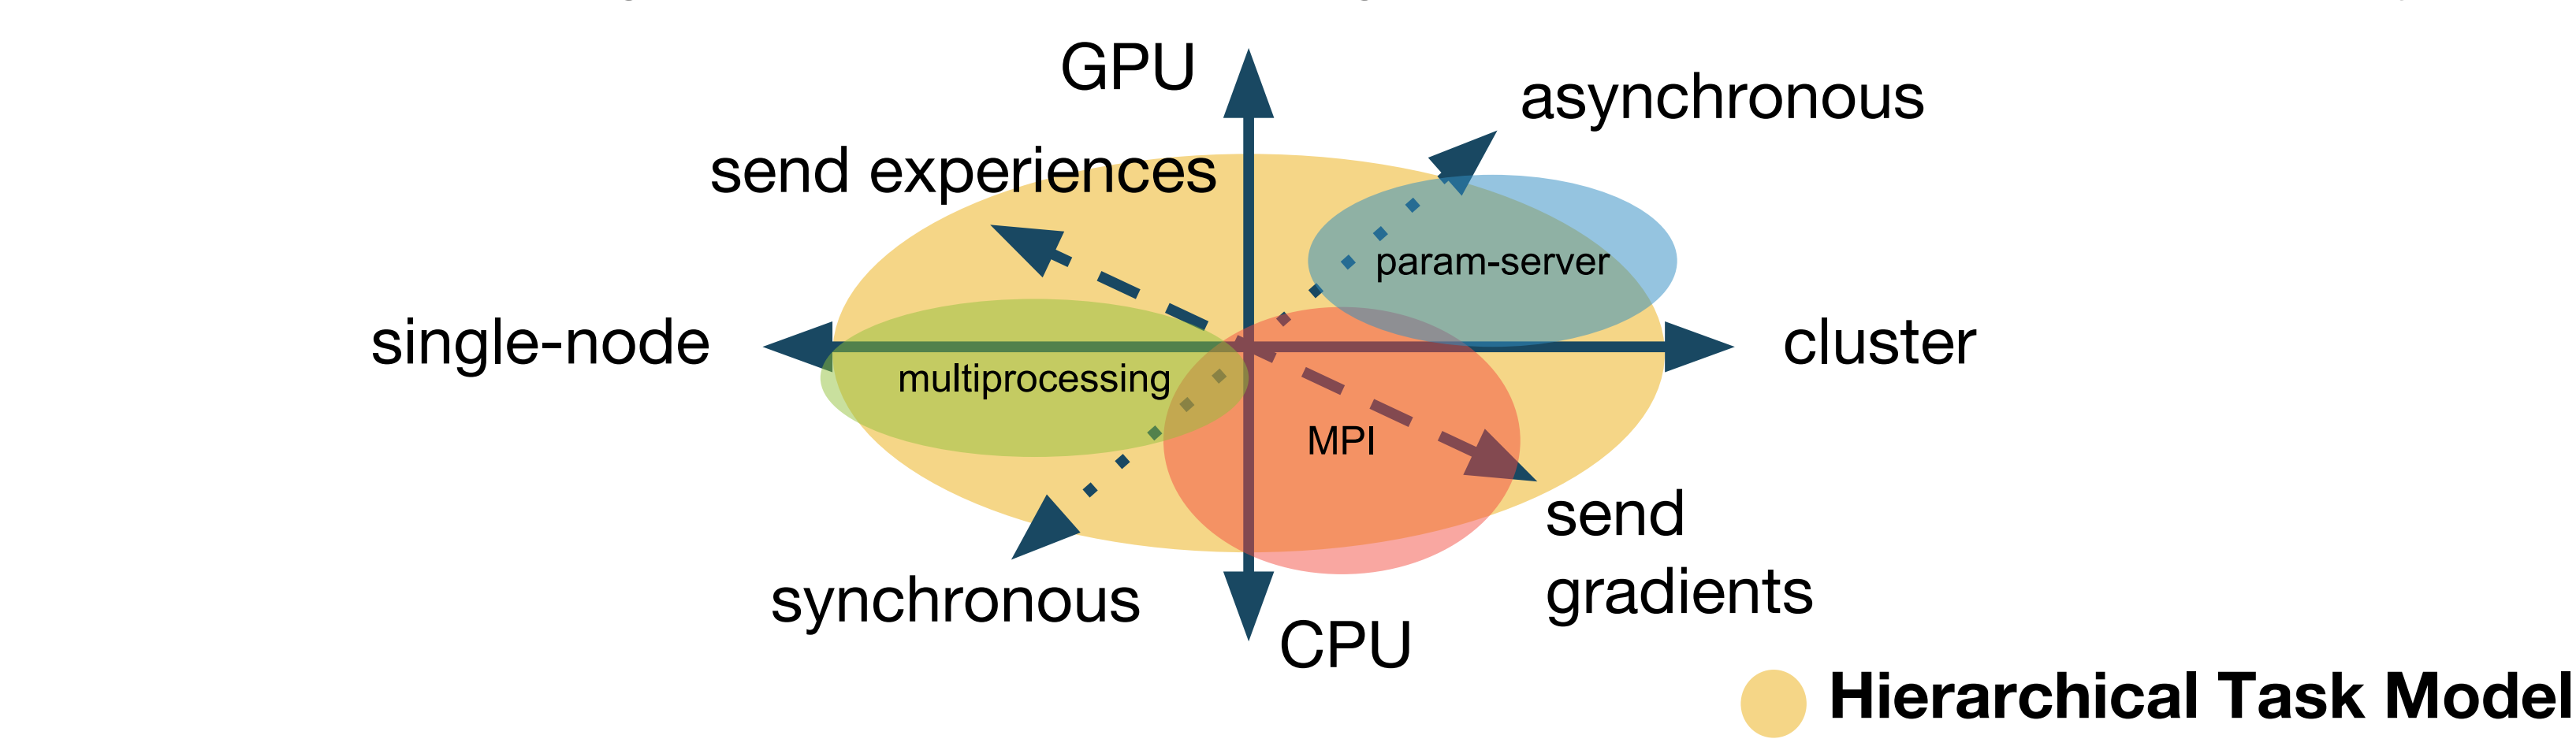 GPU
asynchronous
send experiences
param-server
single-node
cluster
multiprocessing
MPI
send
gradients
synchronous
CPU
Hierarchical Task Model